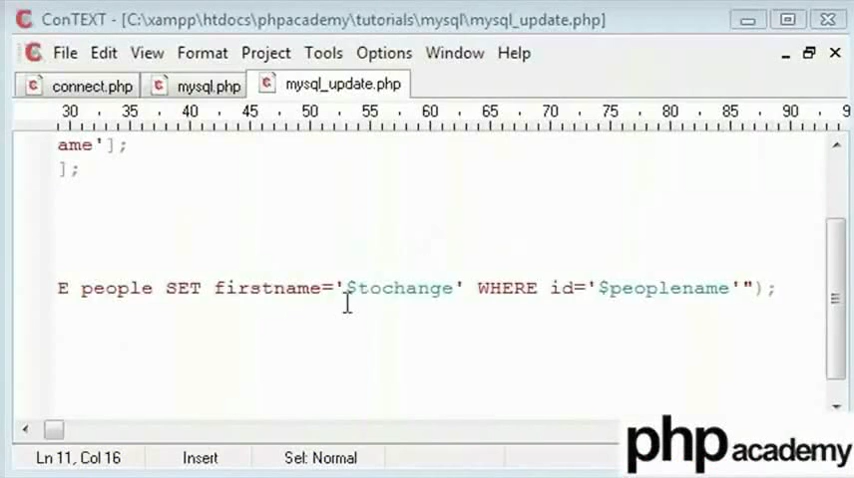 ConTEXT - [C:\xampp\htdocs\phpacademy\tutorials\mysql\mysql_update.php]
File Edit View Format Project Tools Options Window Help
connect.php mysql.php mysql_update.php
30 35 40 45 50 55 60 65 70 75 80 85 90 9
ame'];
];
E people SET firstname='$tochange' WHERE id='$peoplename'");
Ln 11, Col 16 Insert Sel: Normal
php academy